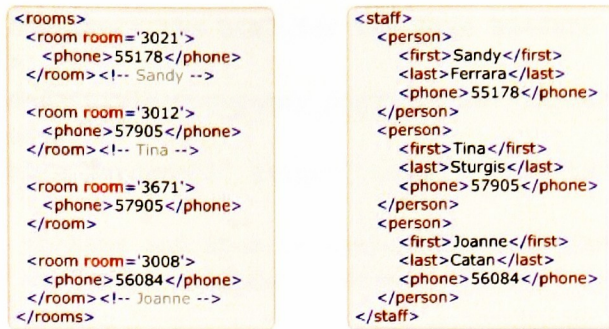 <rooms>
<room room='3021'>
<phone>55178</phone>
</room><!-- Sandy -->
<room room='3012'>
<phone>57905</phone>
</room><!-- Tina -->
<room room='3671'>
<phone>57905</phone>
</room>
<room room='3008'>
<phone>56084</phone>
</room><!-- Joanne -->
</rooms>
<staff>
<person>
<first>Sandy</first>
<last>Ferrara</last>
<phone>55178</phone>
</person>
<person>
<first>Tina</first>
<last>Sturgis</last>
<phone>57905</phone>
</person>
<person>
<first>Joanne</first>
<last>Catan</last>
<phone>56084</phone>
</person>
</staff>